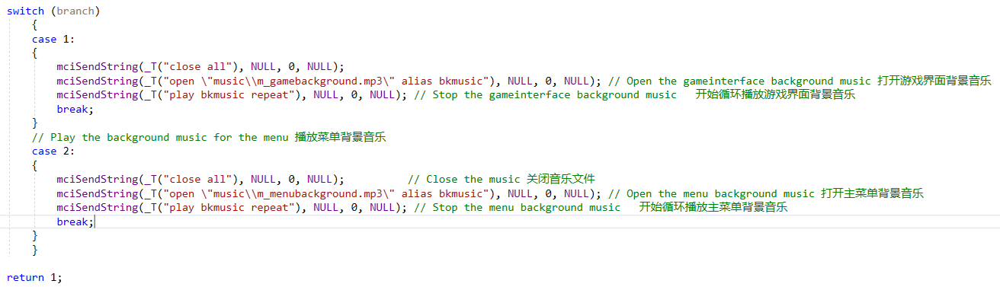 switch (branch)
{
case 1:
{
mciSendString(_T("close all"), NULL, 0, NULL);
mciSendString(_T("open \"music\\m_gamebackground.mp3\" alias bkmusic"), NULL, 0, NULL); // Open the gameinterface background music 打开游戏界面背景音乐
mciSendString(_T("play bkmusic repeat"), NULL, 0, NULL); // Stop the gameinterface background music 开始循环播放游戏界面背景音乐
break;
}
// Play the background music for the menu 播放菜单背景音乐
case 2:
{
mciSendString(_T("close all"), NULL, 0, NULL); // Close the music 关闭音乐文件
mciSendString(_T("open \"music\\m_menubackground.mp3\" alias bkmusic"), NULL, 0, NULL); // Open the menu background music 打开主菜单背景音乐
mciSendString(_T("play bkmusic repeat"), NULL, 0, NULL); // Stop the menu background music 开始循环播放主菜单背景音乐
break;
}
}
return 1;